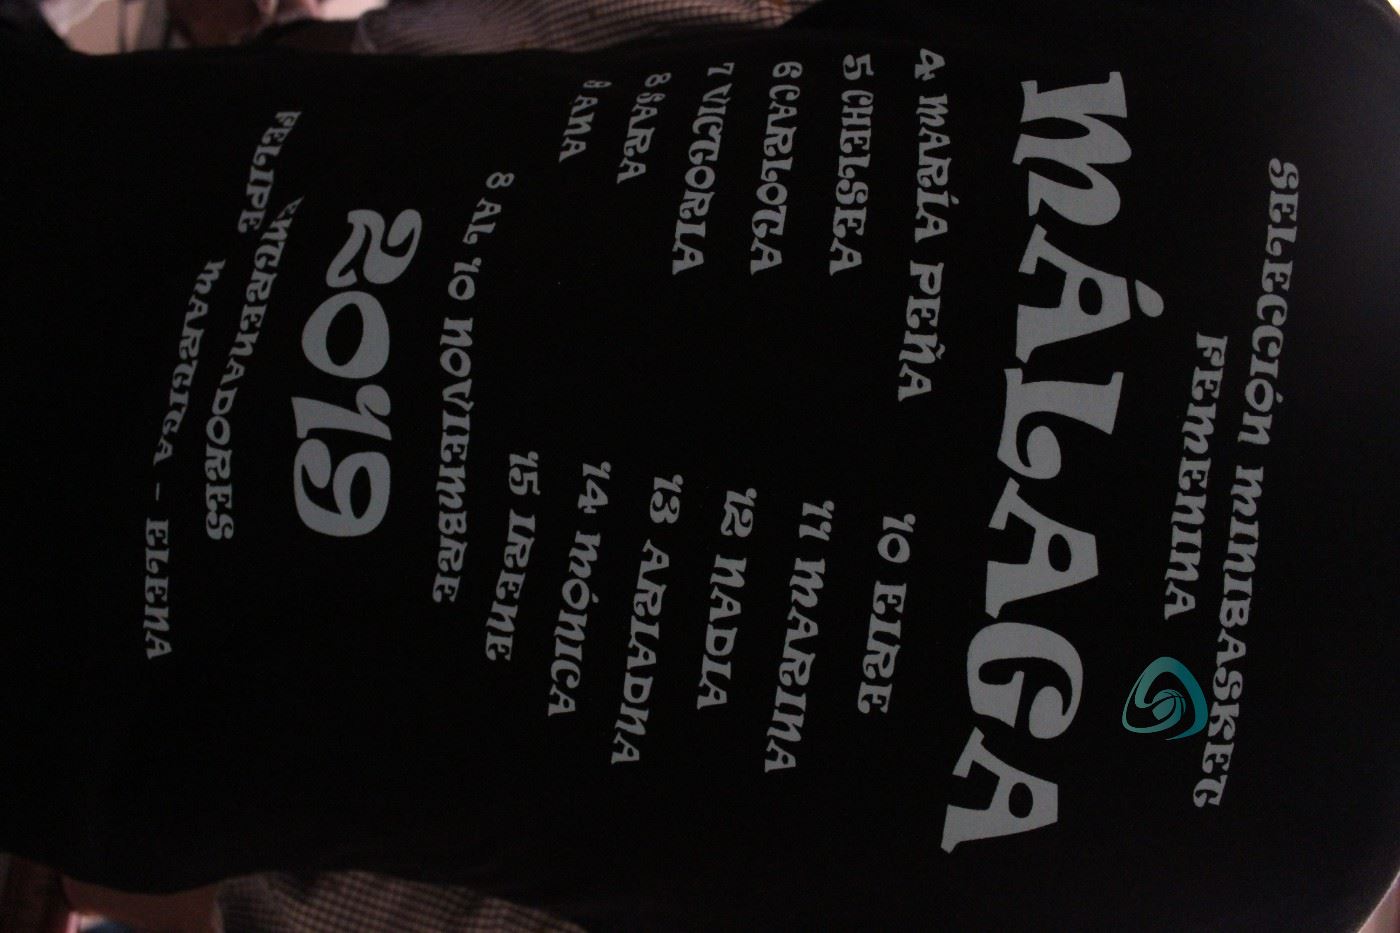 SELECCIÓN MINIBASKET
FEMENINA
MÁLAGA
4 MARÍA PEÑA
5 CHELSEA
6 CARLOTA
7 VICTORIA
8 SARA
9 ANA
10 EIRE
11 MARINA
12 NADIA
13 ARIADNA
14 MÓNICA
15 IRENE
8 AL 10 NOVIEMBRE
2019
ENTRENADORES
FELIPE MARTITA - ELENA